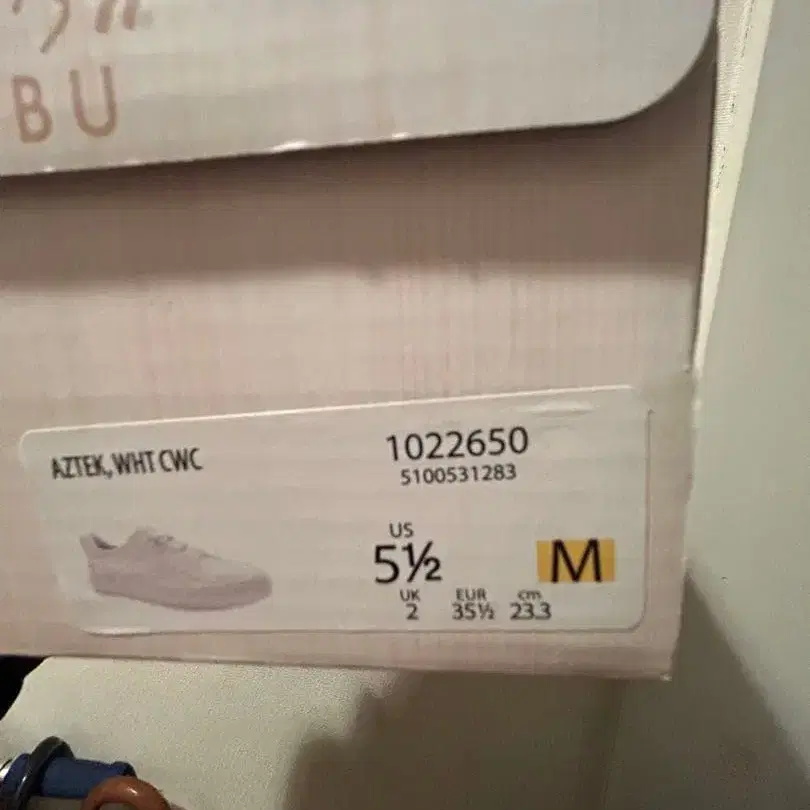 BU
AZTEK, WHT CWC
1022650
5100531283
US
5½
M
UK EUR cm
2 35½ 23.3